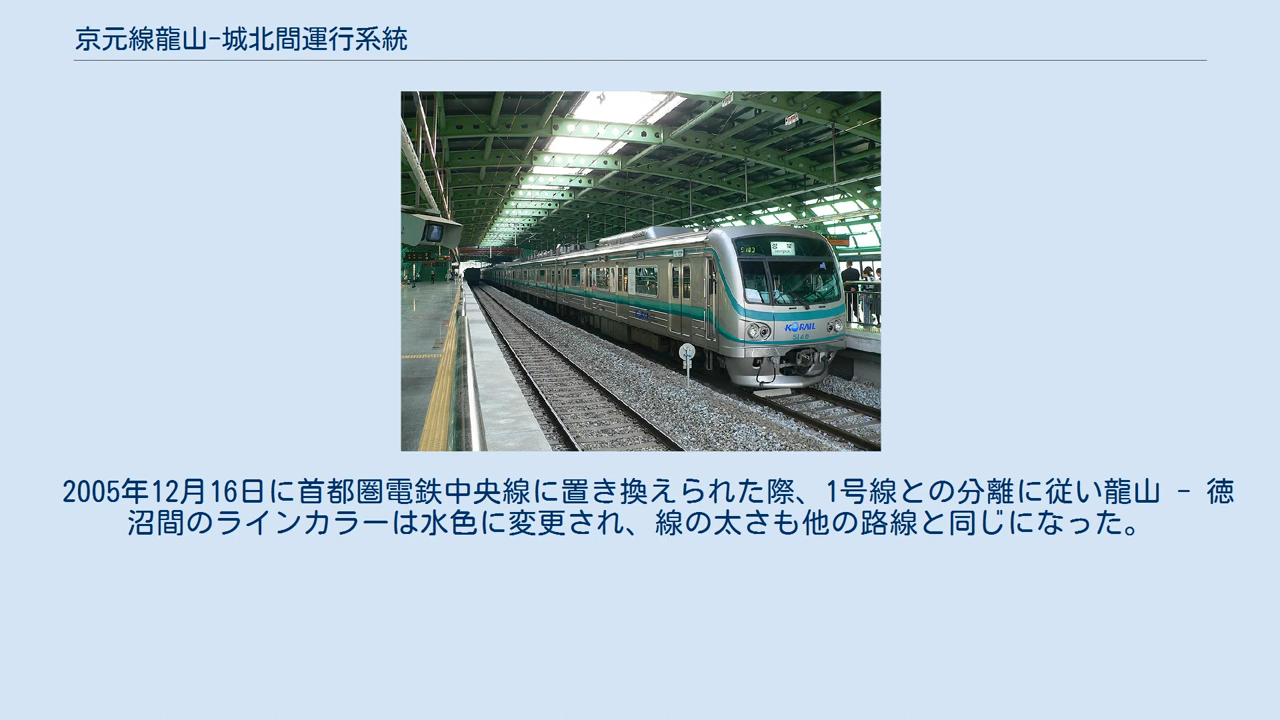 京元線龍山-城北間運行系統
KORAIL
2005年12月16日に首都圏電鉄中央線に置き換えられた際、1号線との分離に従い龍山 - 徳
沼間のラインカラーは水色に変更され、線の太さも他の路線と同じになった。